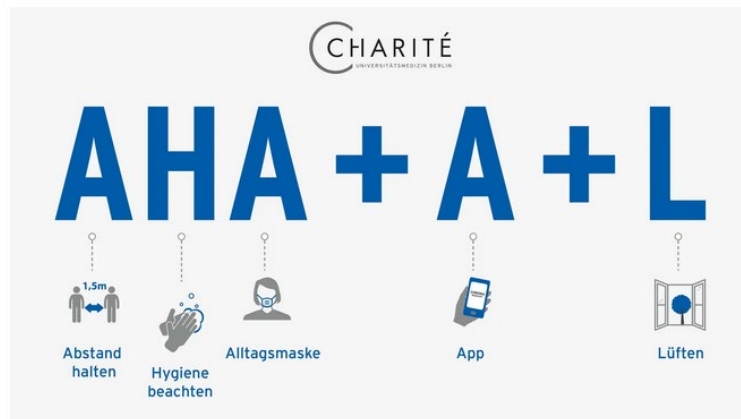 CHARITÉ
UNIVERSITÄTSMEDIZIN BERLIN
AHA + A + L
1,5m
Abstand
halten
Hygiene
beachten
Alltagsmaske
App
Lüften